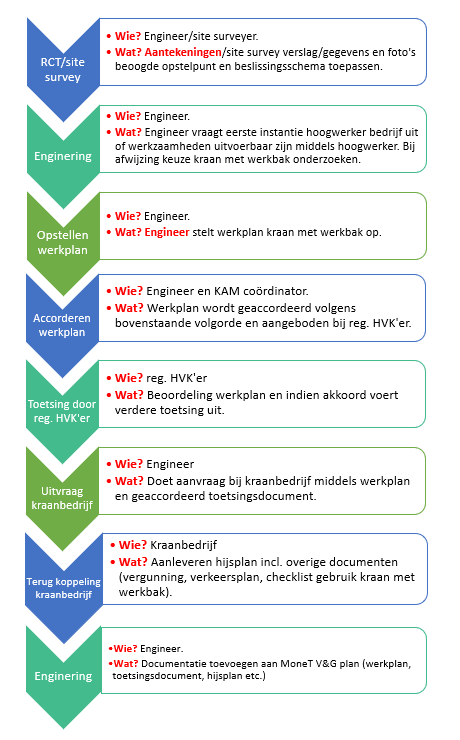 RCT/site
survey
• Wie? Engineer/site surveyer.
• Wat? Aantekeningen/site survey verslag/gegevens en foto's
beoogde opstelpunt en beslissingsschema toepassen.
Enginering
• Wie? Engineer.
• Wat? Engineer vraagt eerste instantie hoogwerker bedrijf uit
of werkzaamheden uitvoerbaar zijn middels hoogwerker. Bij
afwijzing keuze kraan met werkbak onderzoeken.
Opstellen
werkplan
• Wie? Engineer.
• Wat? Engineer stelt werkplan kraan met werkbak op.
Accorderen
werkplan
• Wie? Engineer en KAM coördinator.
• Wat? Werkplan wordt geaccordeerd volgens
bovenstaande volgorde en aangeboden bij reg. HVK'er.
Toetsing door
reg. HVK'er
• Wie? reg. HVK'er
• Wat? Beoordeling werkplan en indien akkoord voert
verdere toetsing uit.
Uitvraag
kraanbedrijf
• Wie? Engineer
• Wat? Doet aanvraag bij kraanbedrijf middels werkplan
en geaccordeerd toetsingsdocument.
Terug koppeling
kraanbedrijf
• Wie? Kraanbedrijf
• Wat? Aanleveren hijsplan incl. overige documenten
(vergunning, verkeersplan, checklist gebruik kraan met
werkbak).
Enginering
•Wie? Engineer.
•Wat? Documentatie toevoegen aan MoneT V&G plan (werkplan,
toetsingsdocument, hijsplan etc.)